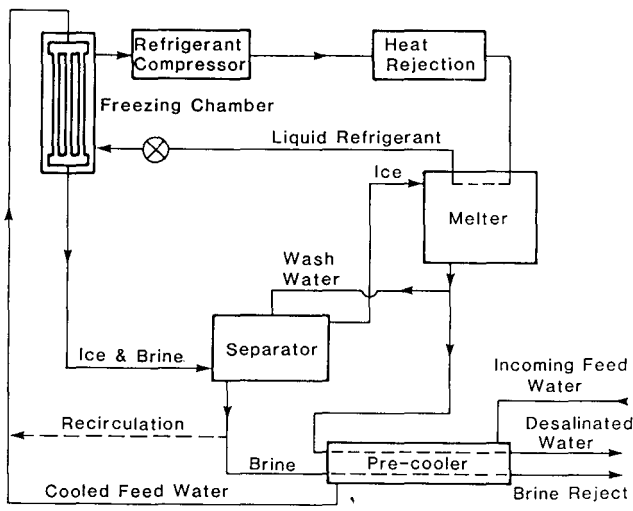 Refrigerant
Compressor
Heat
Rejection
Freezing Chamber
Liquid Refrigerant
Ice
Melter
Wash
Water
Separator
Ice & Brine
Incoming Feed
Water
Recirculation
Desalinated
Water
Pre-cooler
Brine
Brine Reject
Cooled Feed Water